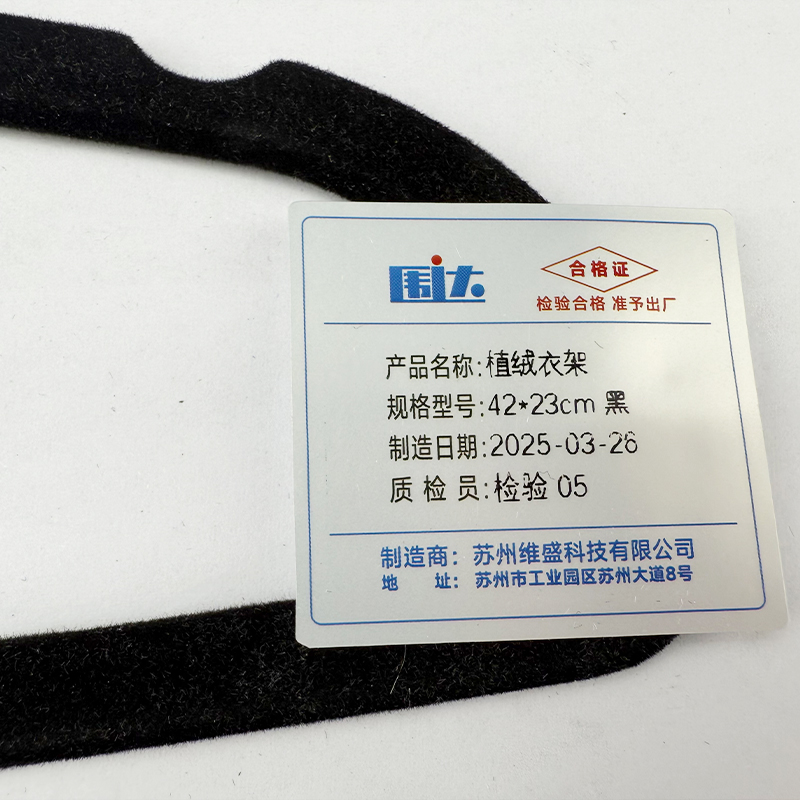 围达
合格证
检验合格 准予出厂
产品名称:植绒衣架
规格型号:42*23cm 黑
制造日期:2025-03-26
质 检 员:检验 05
制造商：苏州维盛科技有限公司
地 址：苏州市工业园区苏州大道8号